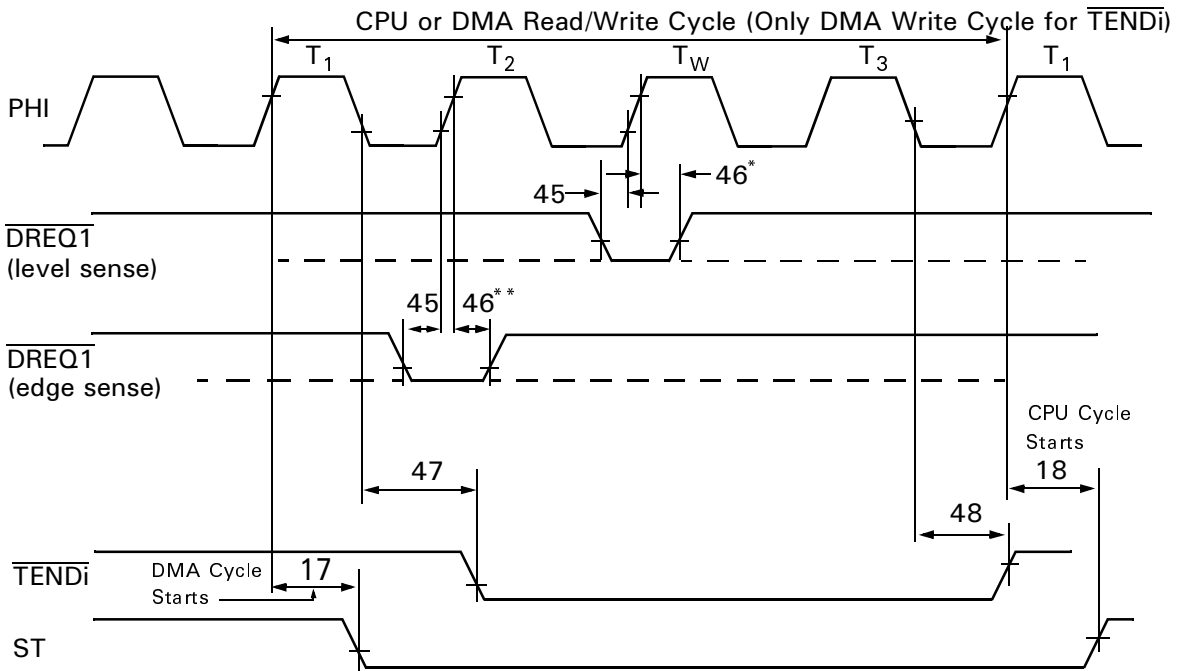 CPU or DMA Read/Write Cycle (Only DMA Write Cycle for TENDi)
T1 T2 TW T3 T1
PHI
45 46*
DREQ1
(level sense)
45 46**
DREQ1
(edge sense)
CPU Cycle
Starts
47 18
48
TENDi
DMA Cycle
Starts
17
ST